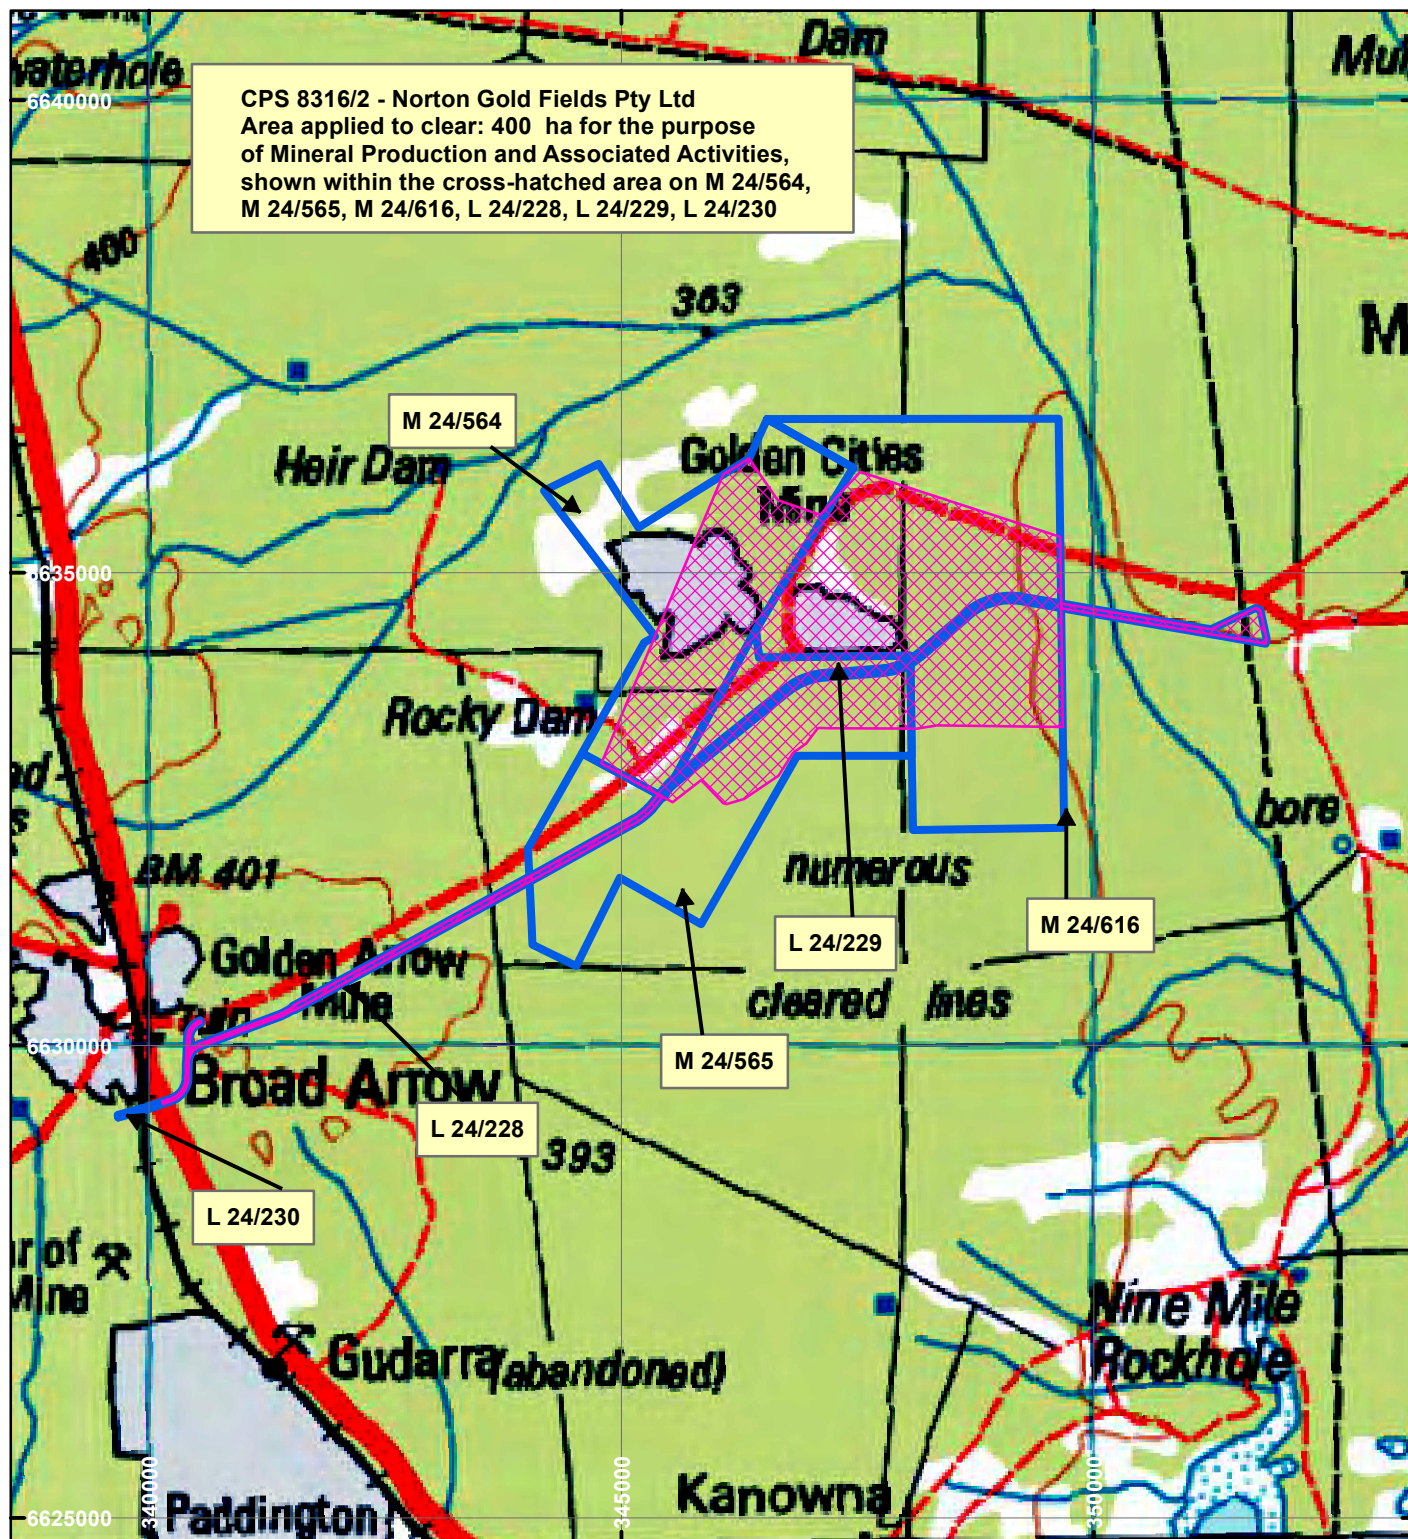 Dam
waterhole
6640000
CPS 8316/2 - Norton Gold Fields Pty Ltd
Area applied to clear: 400 ha for the purpose
of Mineral Production and Associated Activities,
shown within the cross-hatched area on M 24/564,
M 24/565, M 24/616, L 24/228, L 24/229, L 24/230
400
363
M
M 24/564
Heir Dam
Golden Cities
Mine
6635000
Rocky Dam
bore
BM 401
numerous
M 24/616
L 24/229
Golden Arrow
Mine
cleared lines
6630000
M 24/565
Broad Arrow
L 24/228
393
L 24/230
Mine
Nine Mile
Rockhole
Gudarra
(abandoned)
Kanowna
Paddington
6625000
340000
345000
350000